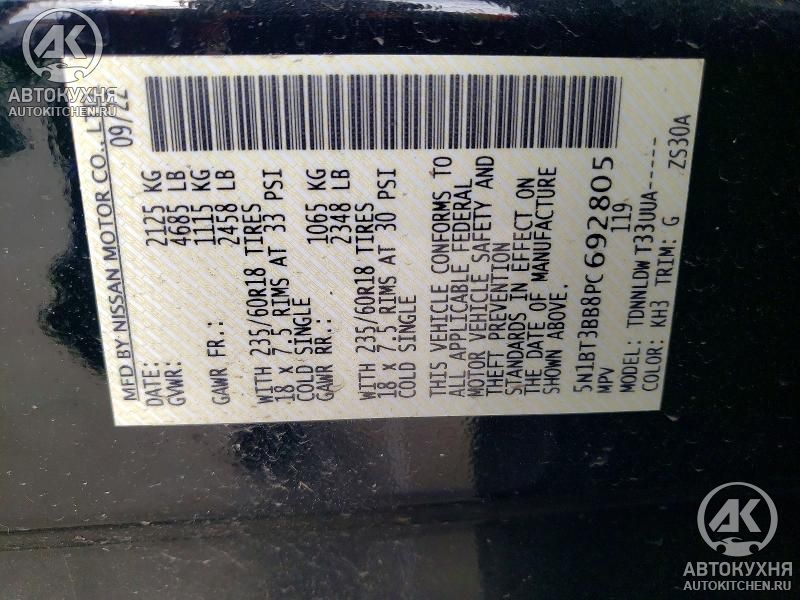 AK
АВТОКУХНЯ
AUTOKITCHEN.RU
MFD BY NISSAN MOTOR CO., LTD
DATE: 09/22
GVWR: 2125 KG
4685 LB
GAWR FR.: 1115 KG
2458 LB
WITH 235/60R18 TIRES
18 x 7.5 RIMS AT 33 PSI
COLD SINGLE
GAWR RR.: 1065 KG
2348 LB
WITH 235/60R18 TIRES
18 x 7.5 RIMS AT 30 PSI
COLD SINGLE
THIS VEHICLE CONFORMS TO
ALL APPLICABLE FEDERAL
MOTOR VEHICLE SAFETY AND
THEFT PREVENTION
STANDARDS IN EFFECT ON
THE DATE OF MANUFACTURE
SHOWN ABOVE.
5N1BT3BB8PC692805
MPV 119
MODEL: TDNNLDW T33UUA-----
COLOR: KH3 TRIM: G ZS30A
AK
АВТОКУХНЯ
AUTOKITCHEN.RU